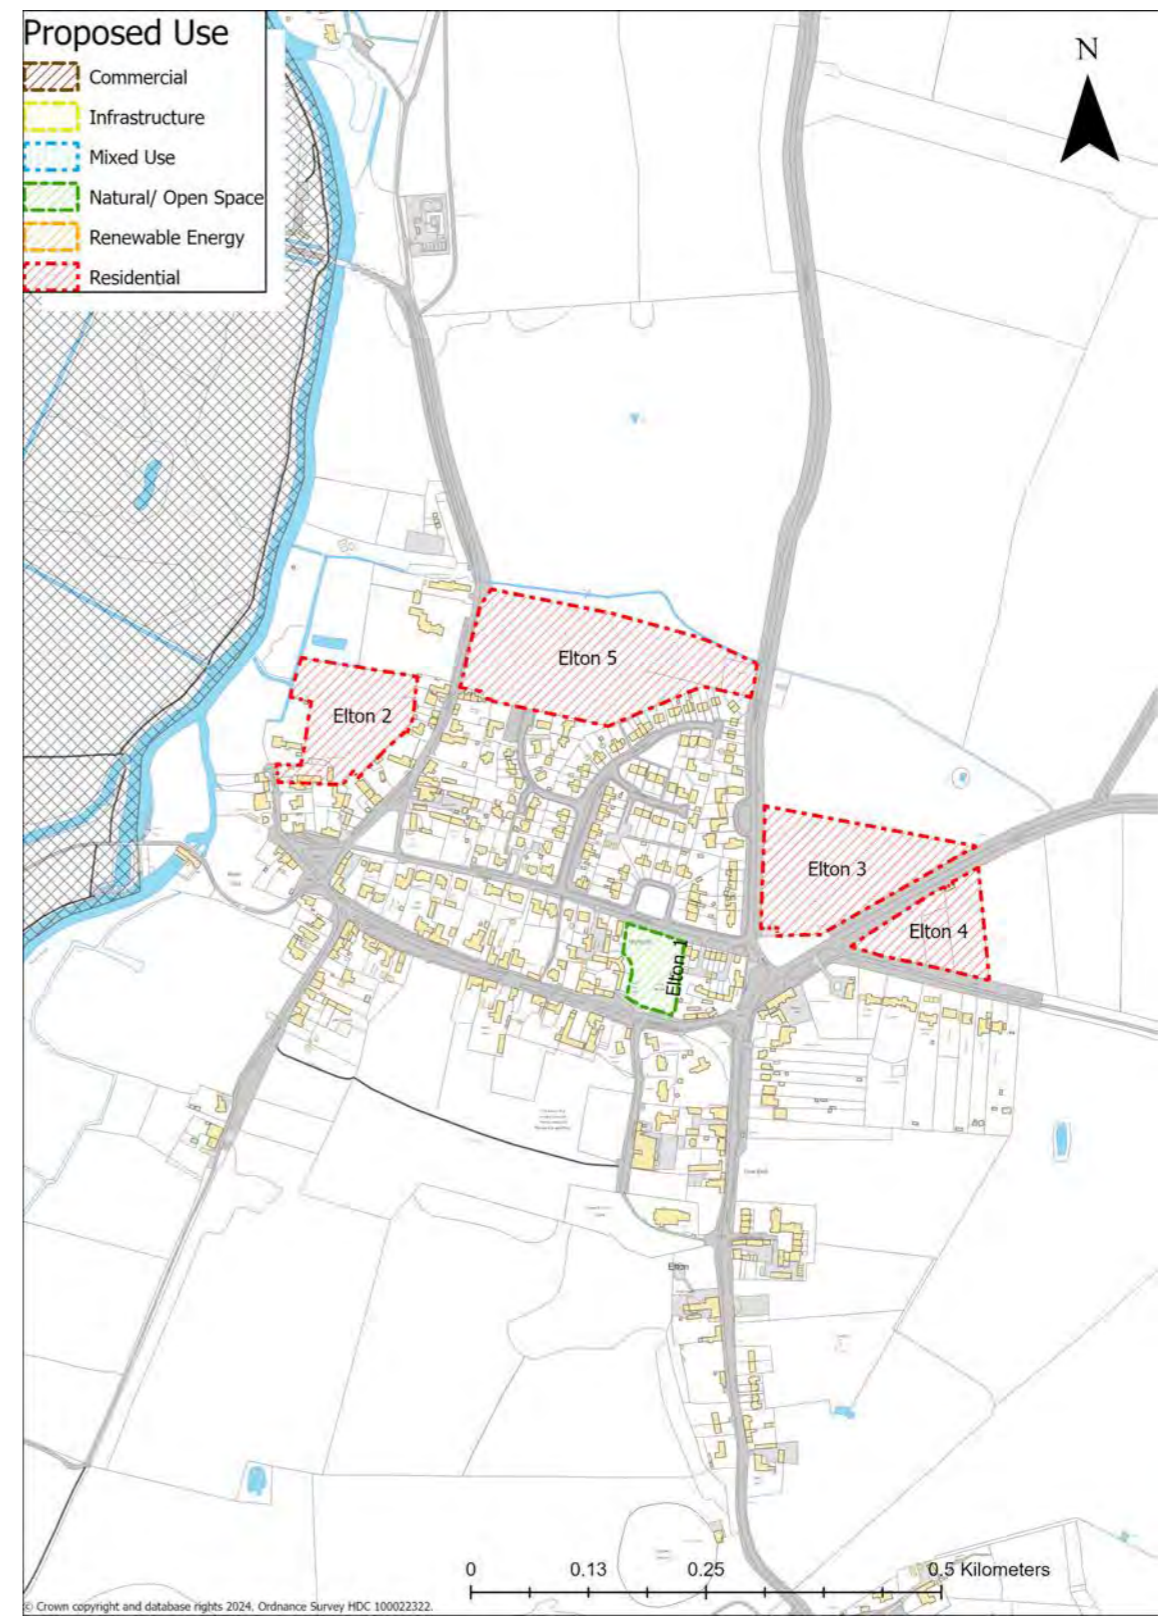 Proposed Use
Commercial
Infrastructure
Mixed Use
Natural/ Open Space
Renewable Energy
Residential
N
Elton 5
Elton 2
Elton 3
Elton 4
Elton 1
Elton
0 0.13 0.25 0.5 Kilometers
© Crown copyright and database rights 2024, Ordnance Survey HDC 100022322.